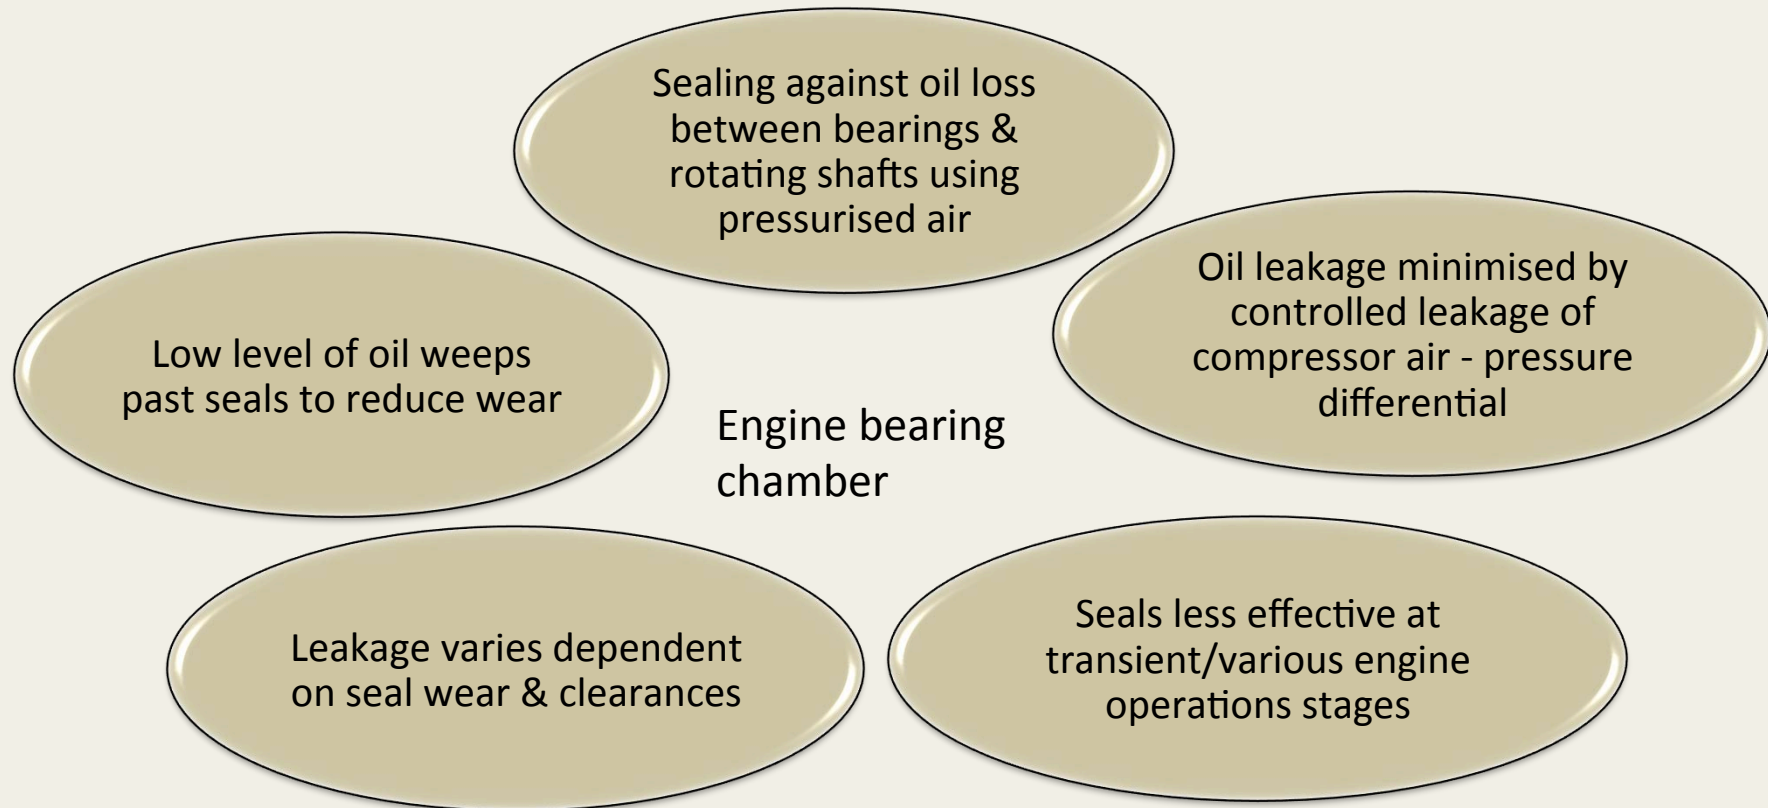 Sealing against oil loss
between bearings &
rotating shafts using
pressurised air
Oil leakage minimised by
controlled leakage of
compressor air - pressure
differential
Low level of oil weeps
past seals to reduce wear
Engine bearing
chamber
Leakage varies dependent
on seal wear & clearances
Seals less effective at
transient/various engine
operations stages